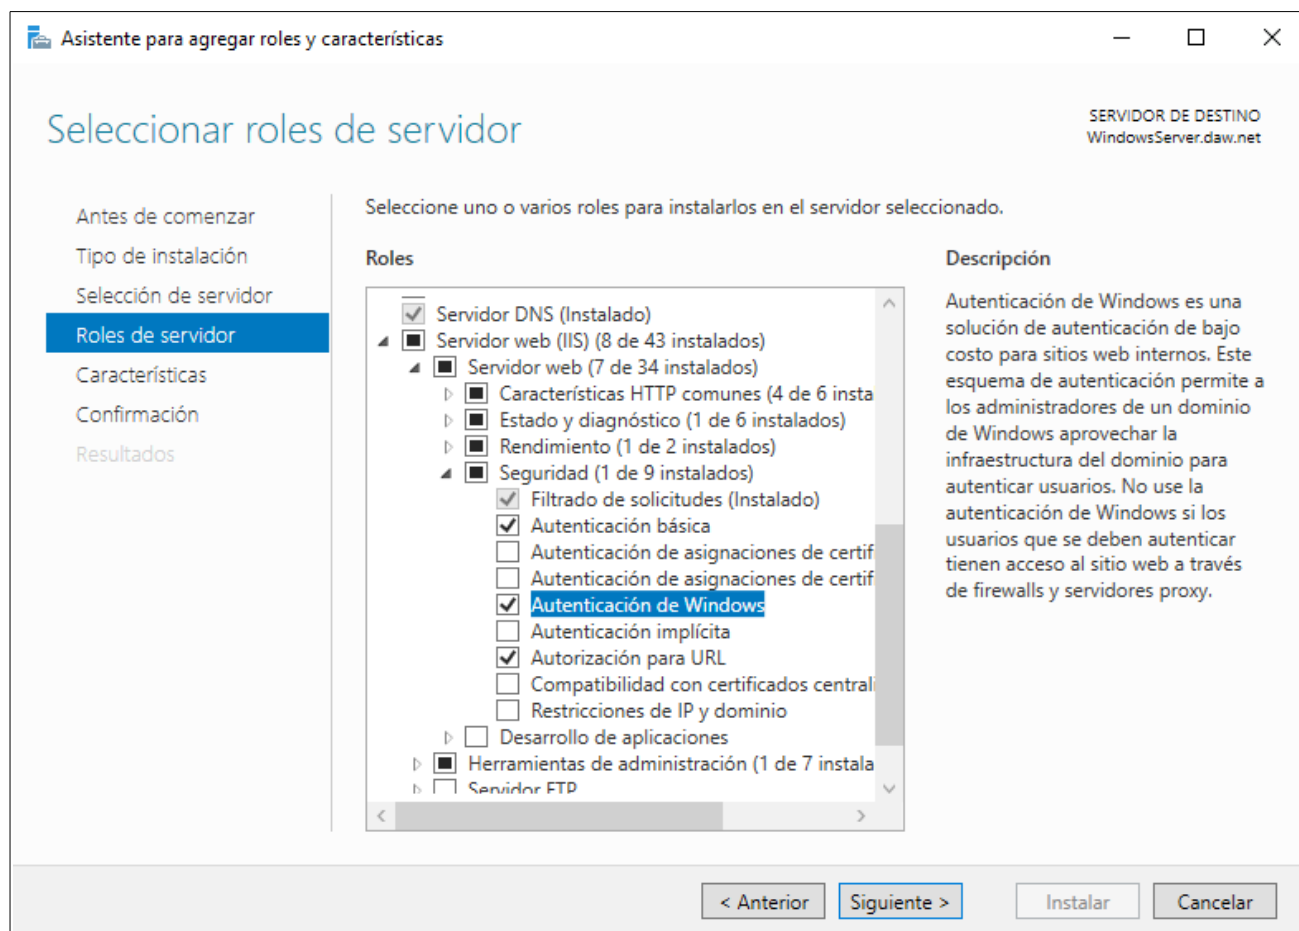 Asistente para agregar roles y características
Seleccionar roles de servidor
SERVIDOR DE DESTINO
WindowsServer.daw.net
Antes de comenzar
Tipo de instalación
Selección de servidor
Roles de servidor
Características
Confirmación
Resultados
Seleccione uno o varios roles para instalarlos en el servidor seleccionado.
Roles
Servidor DNS (Instalado)
Servidor web (IIS) (8 de 43 instalados)
Servidor web (7 de 34 instalados)
Características HTTP comunes (4 de 6 insta
Estado y diagnóstico (1 de 6 instalados)
Rendimiento (1 de 2 instalados)
Seguridad (1 de 9 instalados)
Filtrado de solicitudes (Instalado)
Autenticación básica
Autenticación de asignaciones de certif
Autenticación de asignaciones de certif
Autenticación de Windows
Autenticación implícita
Autorización para URL
Compatibilidad con certificados centrali
Restricciones de IP y dominio
Desarrollo de aplicaciones
Herramientas de administración (1 de 7 instala
Servidor FTP
Descripción
Autenticación de Windows es una
solución de autenticación de bajo
costo para sitios web internos. Este
esquema de autenticación permite a
los administradores de un dominio
de Windows aprovechar la
infraestructura del dominio para
autenticar usuarios. No use la
autenticación de Windows si los
usuarios que se deben autenticar
tienen acceso al sitio web a través
de firewalls y servidores proxy.
< Anterior
Siguiente >
Instalar
Cancelar